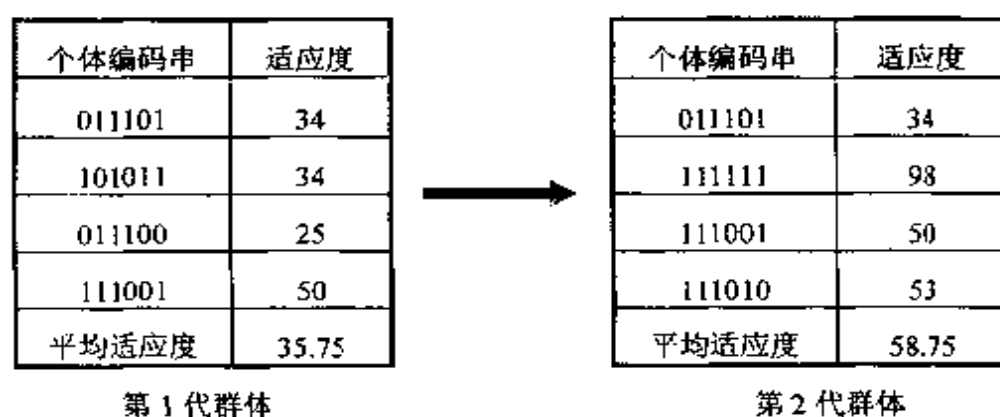 个体编码串 适应度
011101 34
101011 34
011100 25
111001 50
平均适应度 35.75
第 1 代群体
个体编码串 适应度
011101 34
111111 98
111001 50
111010 53
平均适应度 58.75
第 2 代群体